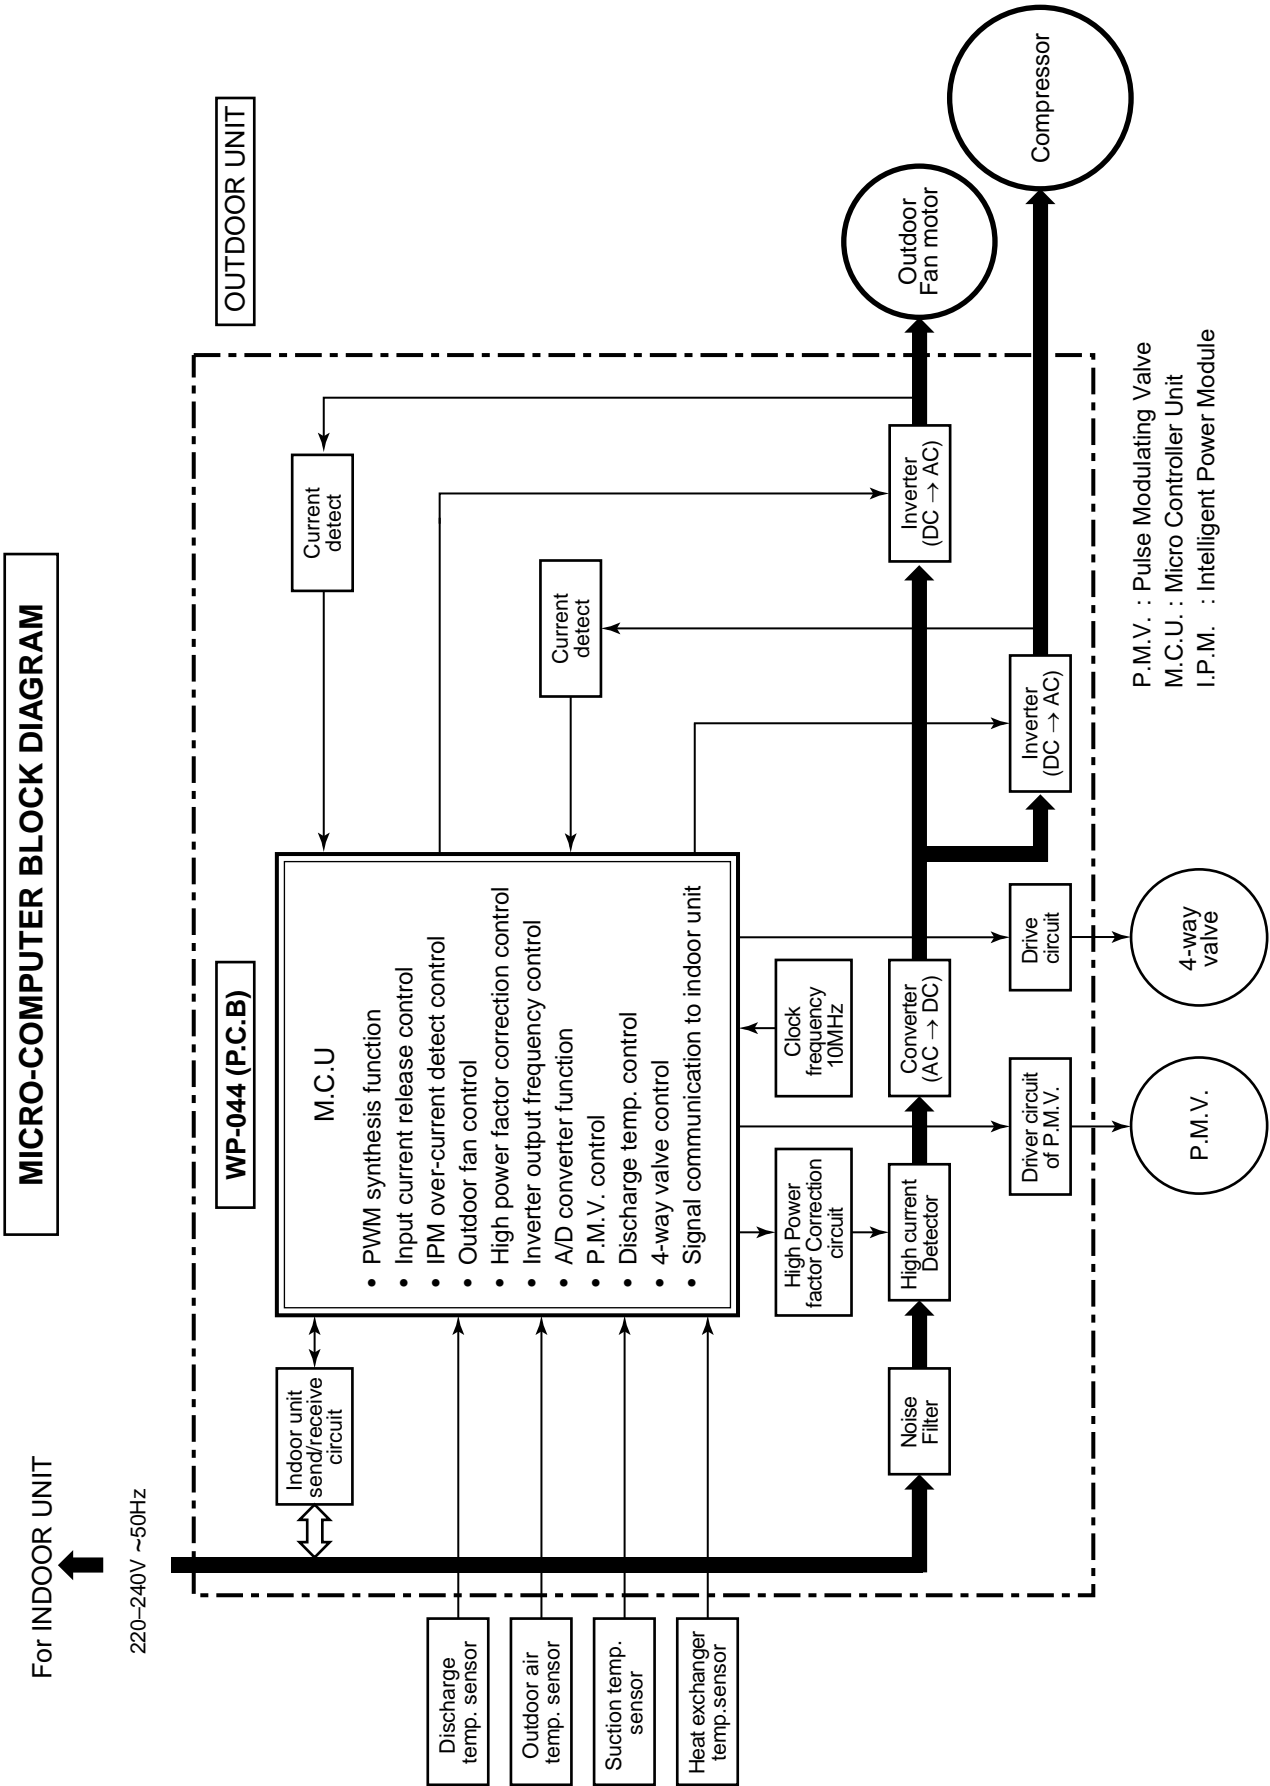 MICRO-COMPUTER BLOCK DIAGRAM
For INDOOR UNIT
220–240V ~50Hz
WP-044 (P.C.B)
OUTDOOR UNIT
Indoor unit
send/receive
circuit
M.C.U
• PWM synthesis function
• Input current release control
• IPM over-current detect control
• Outdoor fan control
• High power factor correction control
• Inverter output frequency control
• A/D converter function
• P.M.V. control
• Discharge temp. control
• 4-way valve control
• Signal communication to indoor unit
Current
detect
Current
detect
Discharge
temp. sensor
Outdoor air
temp. sensor
Suction temp.
sensor
Heat exchanger
temp.sensor
High Power
factor Correction
circuit
Clock
frequency
10MHz
Noise
Filter
High current
Detector
Converter
(AC → DC)
Inverter
(DC → AC)
Outdoor
Fan motor
Driver circuit
of P.M.V.
Drive
circuit
Inverter
(DC → AC)
Compressor
P.M.V.
4-way
valve
P.M.V. : Pulse Modulating Valve
M.C.U. : Micro Controller Unit
I.P.M. : Intelligent Power Module